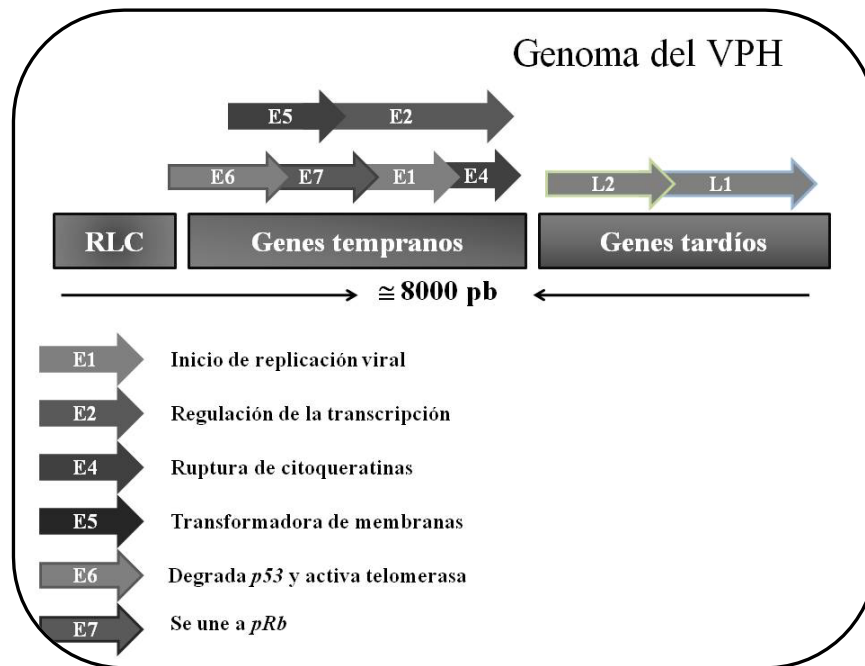 Genoma del VPH
E5 E2
E6 E7 E1 E4 L2 L1
RLC Genes tempranos Genes tardíos
≅ 8000 pb
E1 Inicio de replicación viral
E2 Regulación de la transcripción
E4 Ruptura de citoqueratinas
E5 Transformadora de membranas
E6 Degrada p53 y activa telomerasa
E7 Se une a pRb